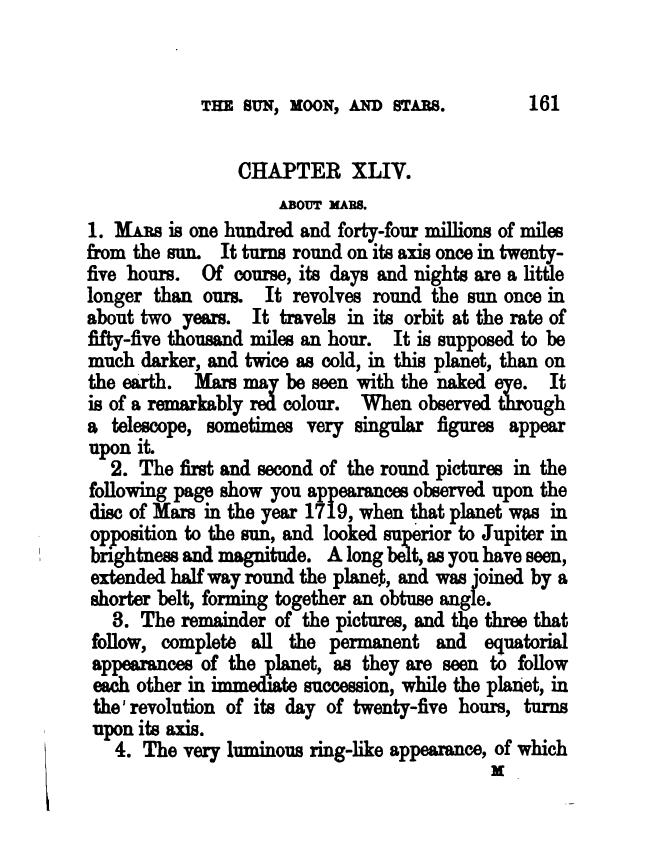 THE SUN, MOON, AND STARS. 161
CHAPTER XLIV.
ABOUT MARS.
1. MARS is one hundred and forty-four millions of miles
from the sun. It turns round on its axis once in twenty-
five hours. Of course, its days and nights are a little
longer than ours. It revolves round the sun once in
about two years. It travels in its orbit at the rate of
fifty-five thousand miles an hour. It is supposed to be
much darker, and twice as cold, in this planet, than on
the earth. Mars may be seen with the naked eye. It
is of a remarkably red colour. When observed through
a telescope, sometimes very singular figures appear
upon it.
2. The first and second of the round pictures in the
following page show you appearances observed upon the
disc of Mars in the year 1719, when that planet was in
opposition to the sun, and looked superior to Jupiter in
brightness and magnitude. A long belt, as you have seen,
extended half way round the planet, and was joined by a
shorter belt, forming together an obtuse angle.
3. The remainder of the pictures, and the three that
follow, complete all the permanent and equatorial
appearances of the planet, as they are seen to follow
each other in immediate succession, while the planet, in
the revolution of its day of twenty-five hours, turns
upon its axis.
4. The very luminous ring-like appearance, of which
M